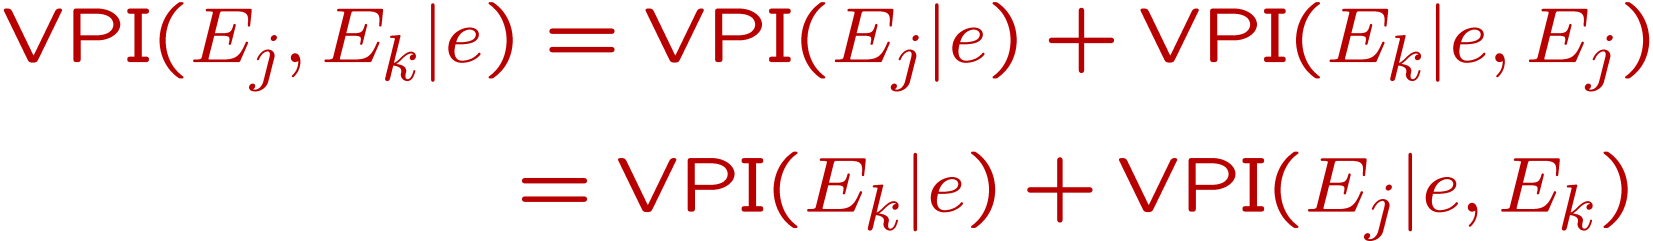 VPI(E_j, E_k|e) = VPI(E_j|e) + VPI(E_k|e, E_j)
= VPI(E_k|e) + VPI(E_j|e, E_k)